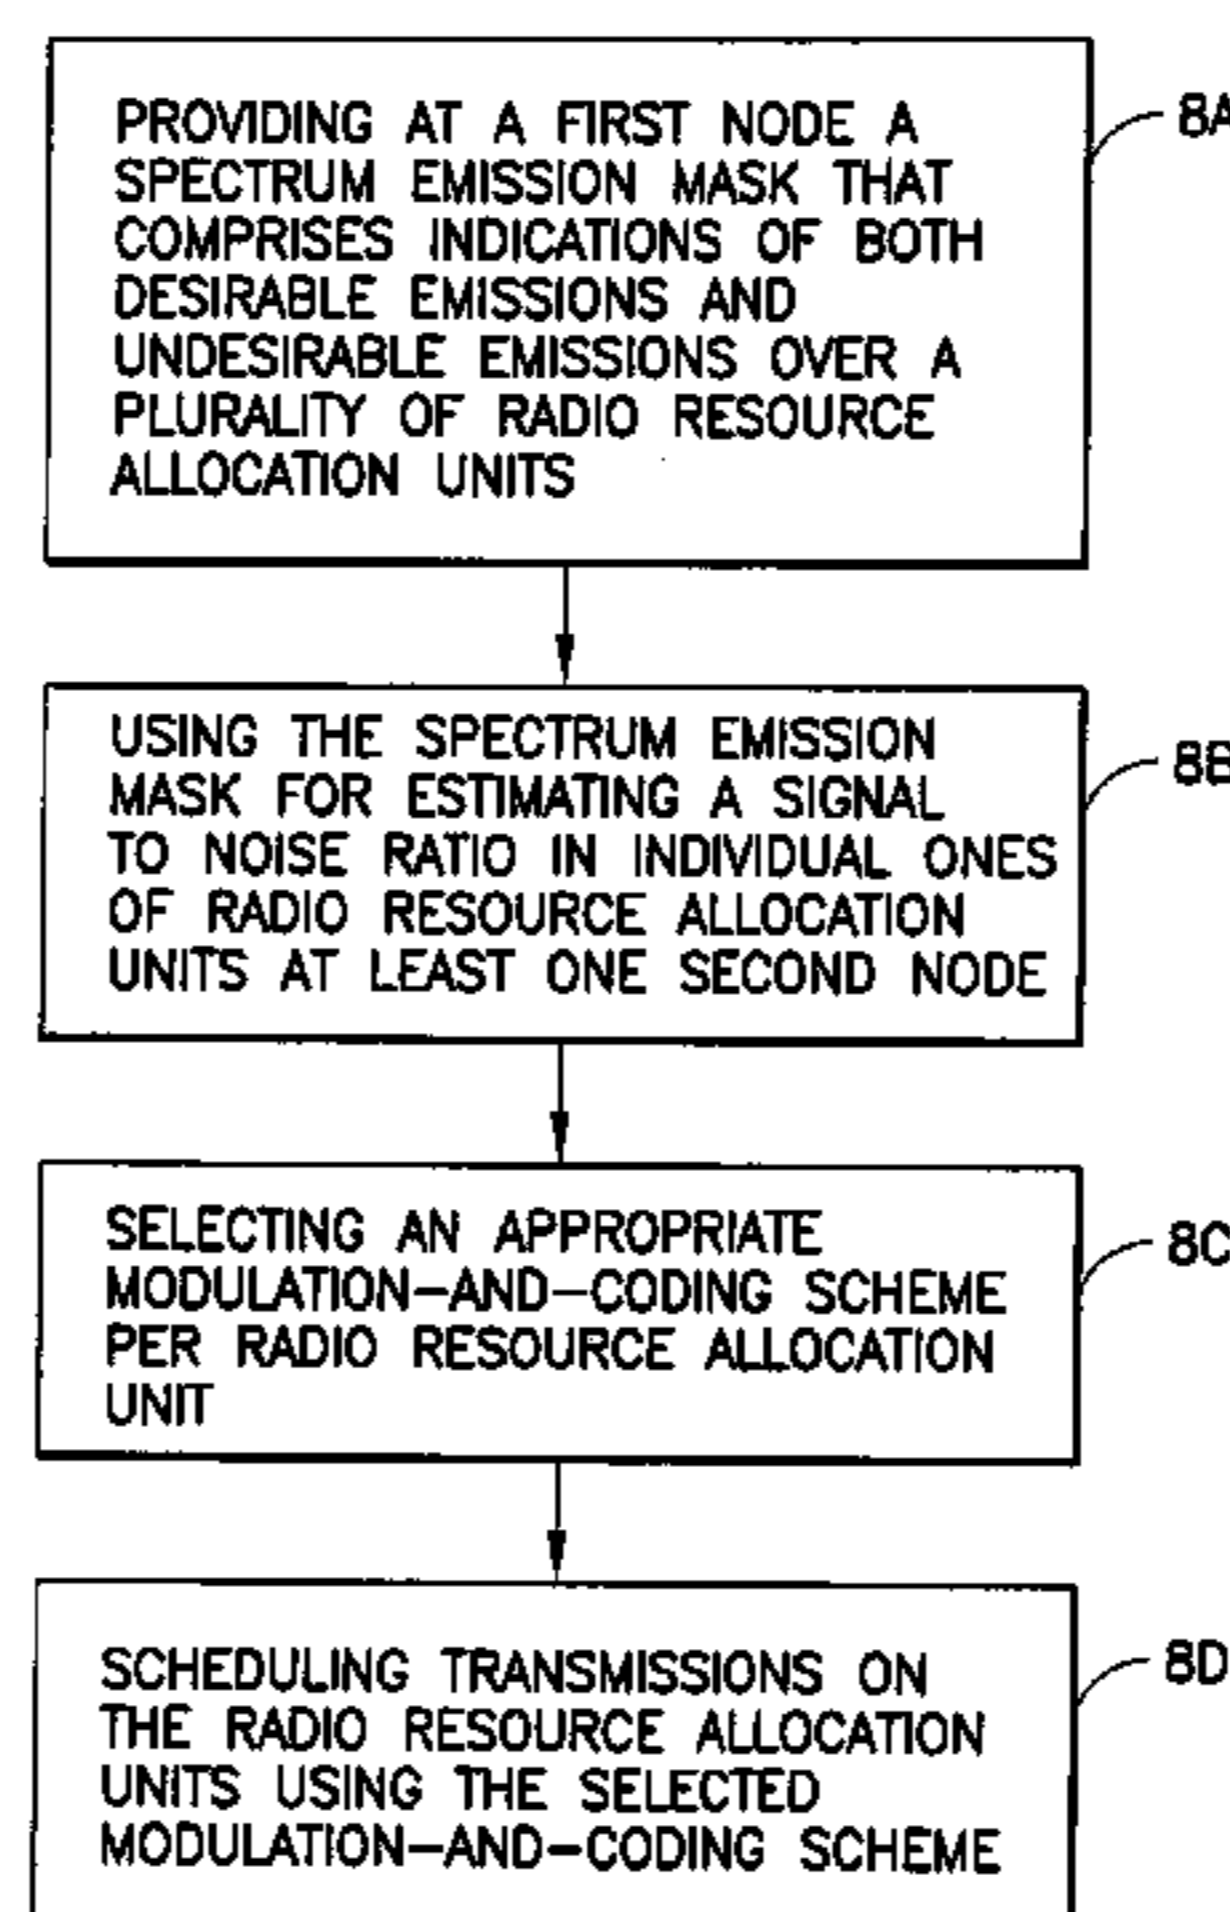 PROVIDING AT A FIRST NODE A
SPECTRUM EMISSION MASK THAT
COMPRISES INDICATIONS OF BOTH
DESIRABLE EMISSIONS AND
UNDESIRABLE EMISSIONS OVER A
PLURALITY OF RADIO RESOURCE
ALLOCATION UNITS
8A
USING THE SPECTRUM EMISSION
MASK FOR ESTIMATING A SIGNAL
TO NOISE RATIO IN INDIVIDUAL ONES
OF RADIO RESOURCE ALLOCATION
UNITS AT LEAST ONE SECOND NODE
8B
SELECTING AN APPROPRIATE
MODULATION-AND-CODING SCHEME
PER RADIO RESOURCE ALLOCATION
UNIT
8C
SCHEDULING TRANSMISSIONS ON
THE RADIO RESOURCE ALLOCATION
UNITS USING THE SELECTED
MODULATION-AND-CODING SCHEME
8D